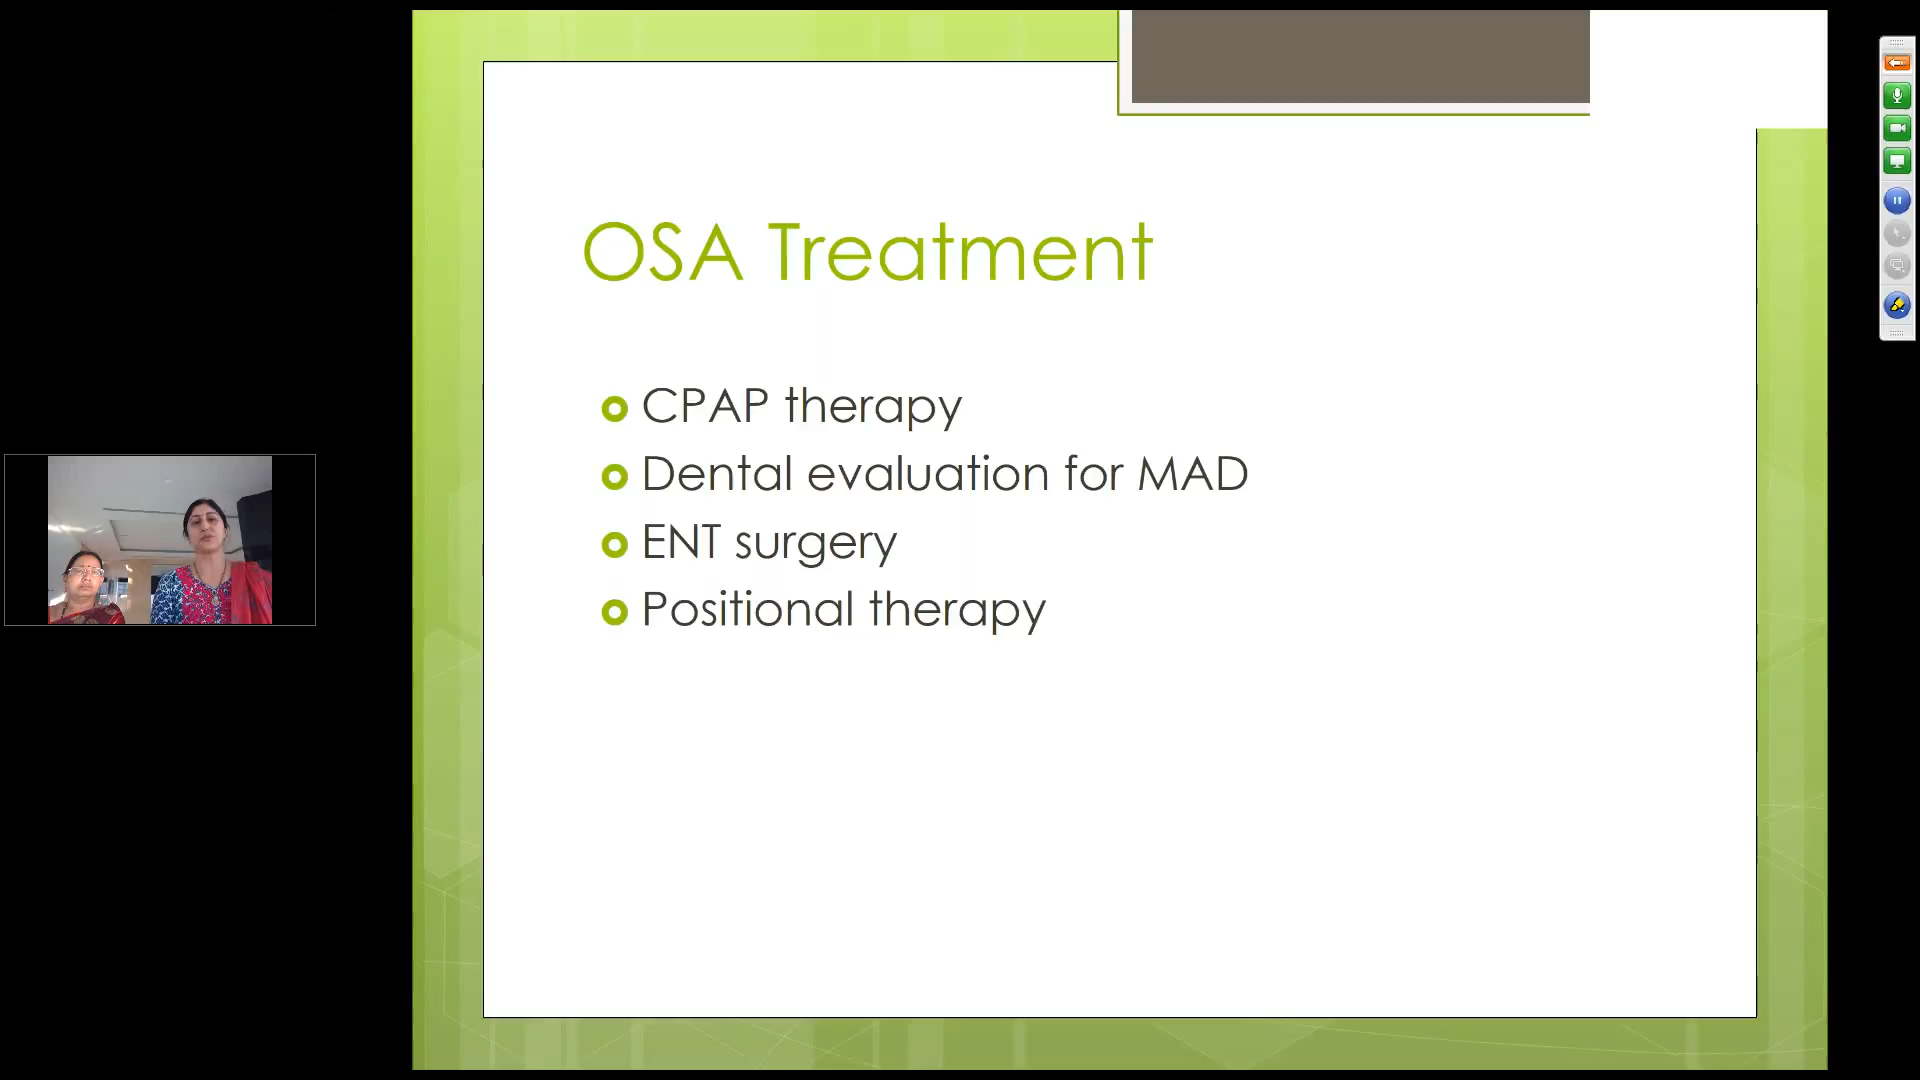 OSA Treatment
CPAP therapy
Dental evaluation for MAD
ENT surgery
Positional therapy